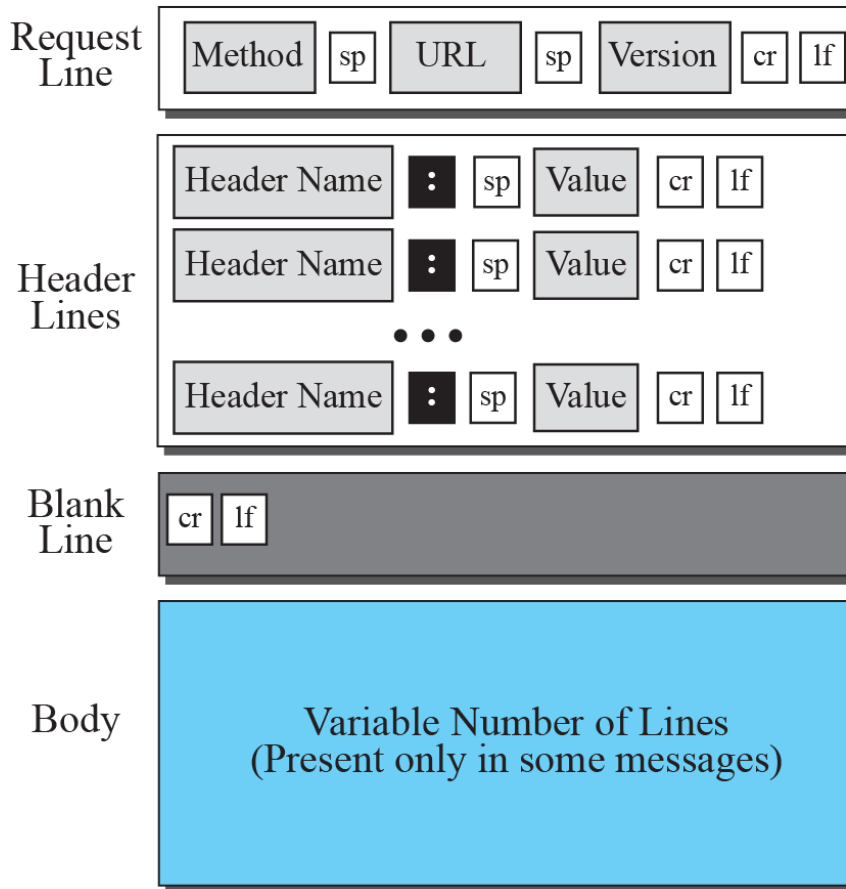 Request
Line
Method sp URL sp Version cr lf
Header
Lines
Header Name : sp Value cr lf
Header Name : sp Value cr lf
• • •
Header Name : sp Value cr lf
Blank
Line
cr lf
Body
Variable Number of Lines
(Present only in some messages)